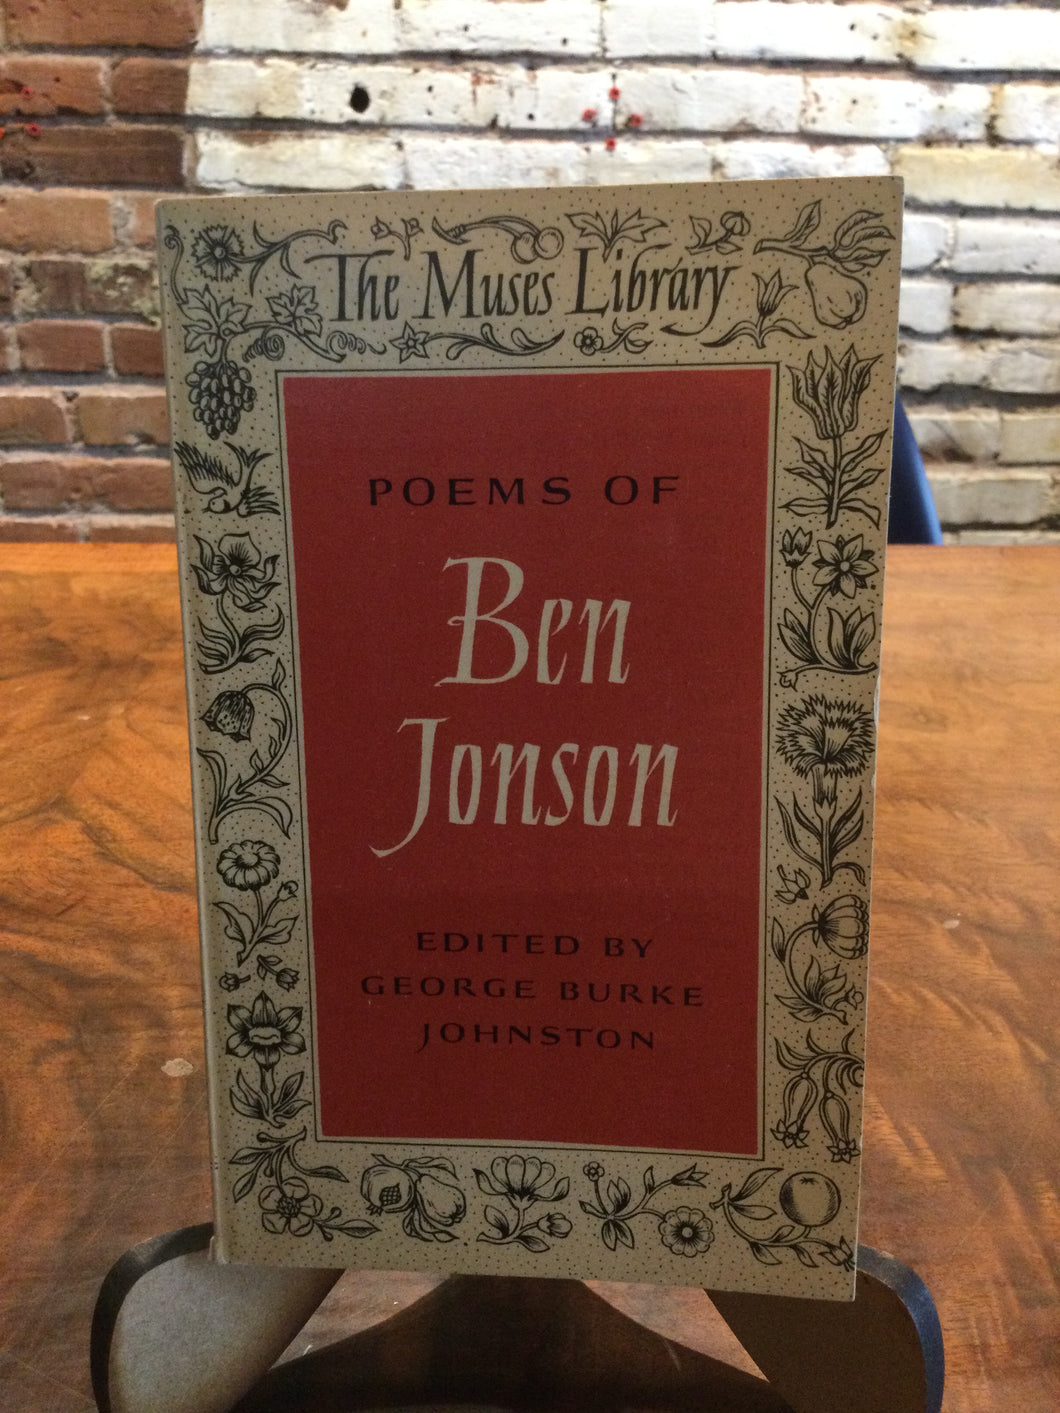 The Muses Library
POEMS OF
Ben
Jonson
EDITED BY
GEORGE BURKE
JOHNSTON